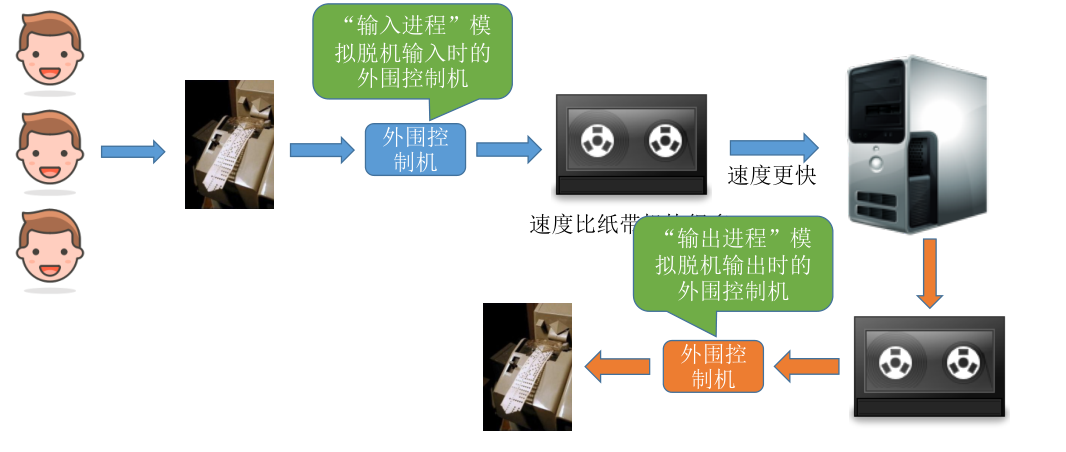 “输入进程”模
拟脱机输入时的
外围控制机
外围控
制机
速度更快
速度比纸带机
“输出进程”模
拟脱机输出时的
外围控制机
外围控
制机